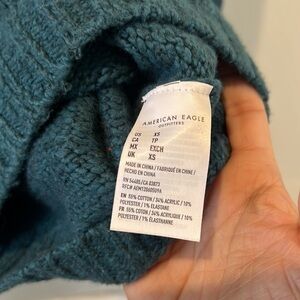 AMERICAN EAGLE
OUTFITTERS
US XS
CA TP
MX EXCH
UK XS
MADE IN CHINA / FABRIQUÉ EN CHINE /
HECHO EN CHINA
RN 54485/CA 03873
EN 55% COTTON / 34% ACRYLIC / 10%
POLYESTER / 1% ELASTANE
FR 55% COTON / 34% ACRYLIQUE / 10%
POLYESTER / 1% ÉLASTHANNE